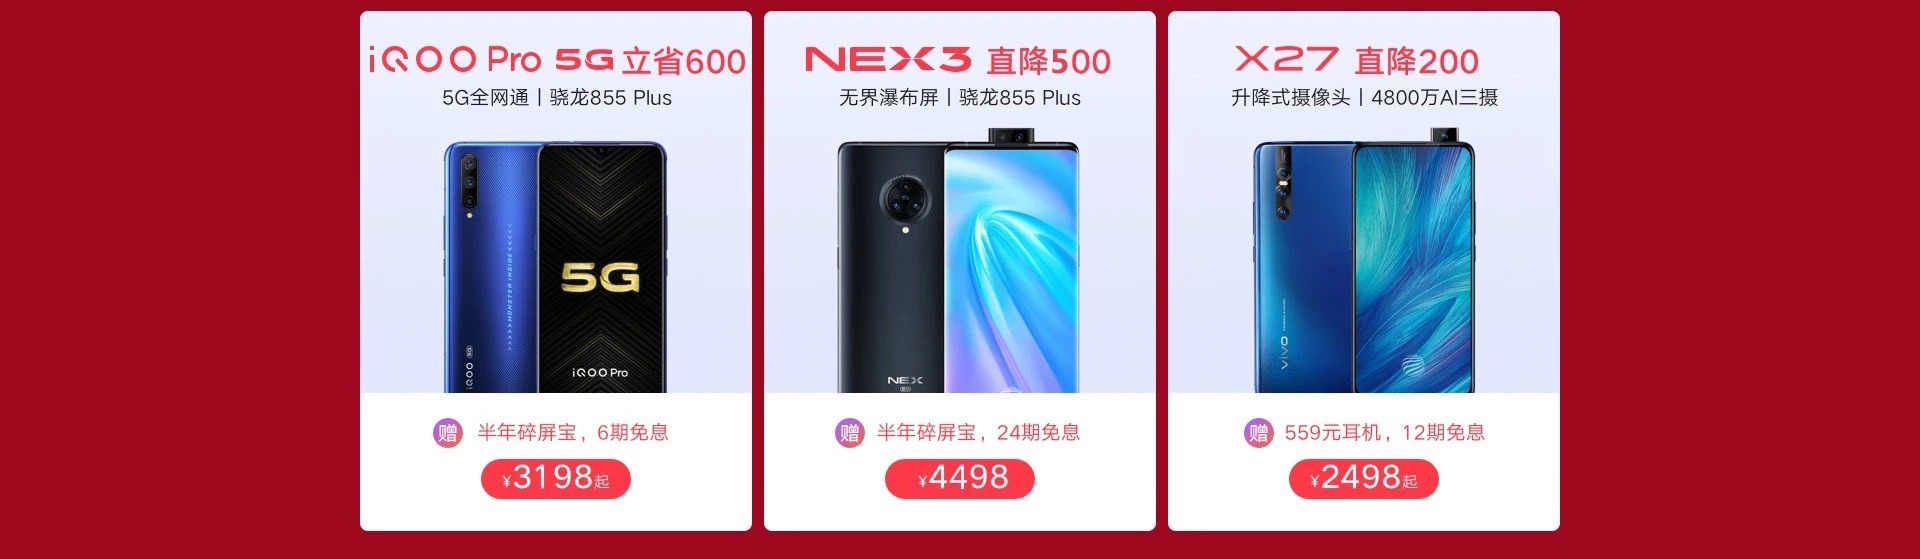 iQOO Pro 5G 立省600
5G全网通 | 骁龙855 Plus
MONSTER INSIDE
iQOO 5G
5G
iQOO Pro
赠 半年碎屏宝，6期免息
¥3198起
NEX3 直降500
无界瀑布屏 | 骁龙855 Plus
NEX
5G
赠 半年碎屏宝，24期免息
¥4498
X27 直降200
升降式摄像头 | 4800万AI三摄
vivo
赠 559元耳机，12期免息
¥2498起